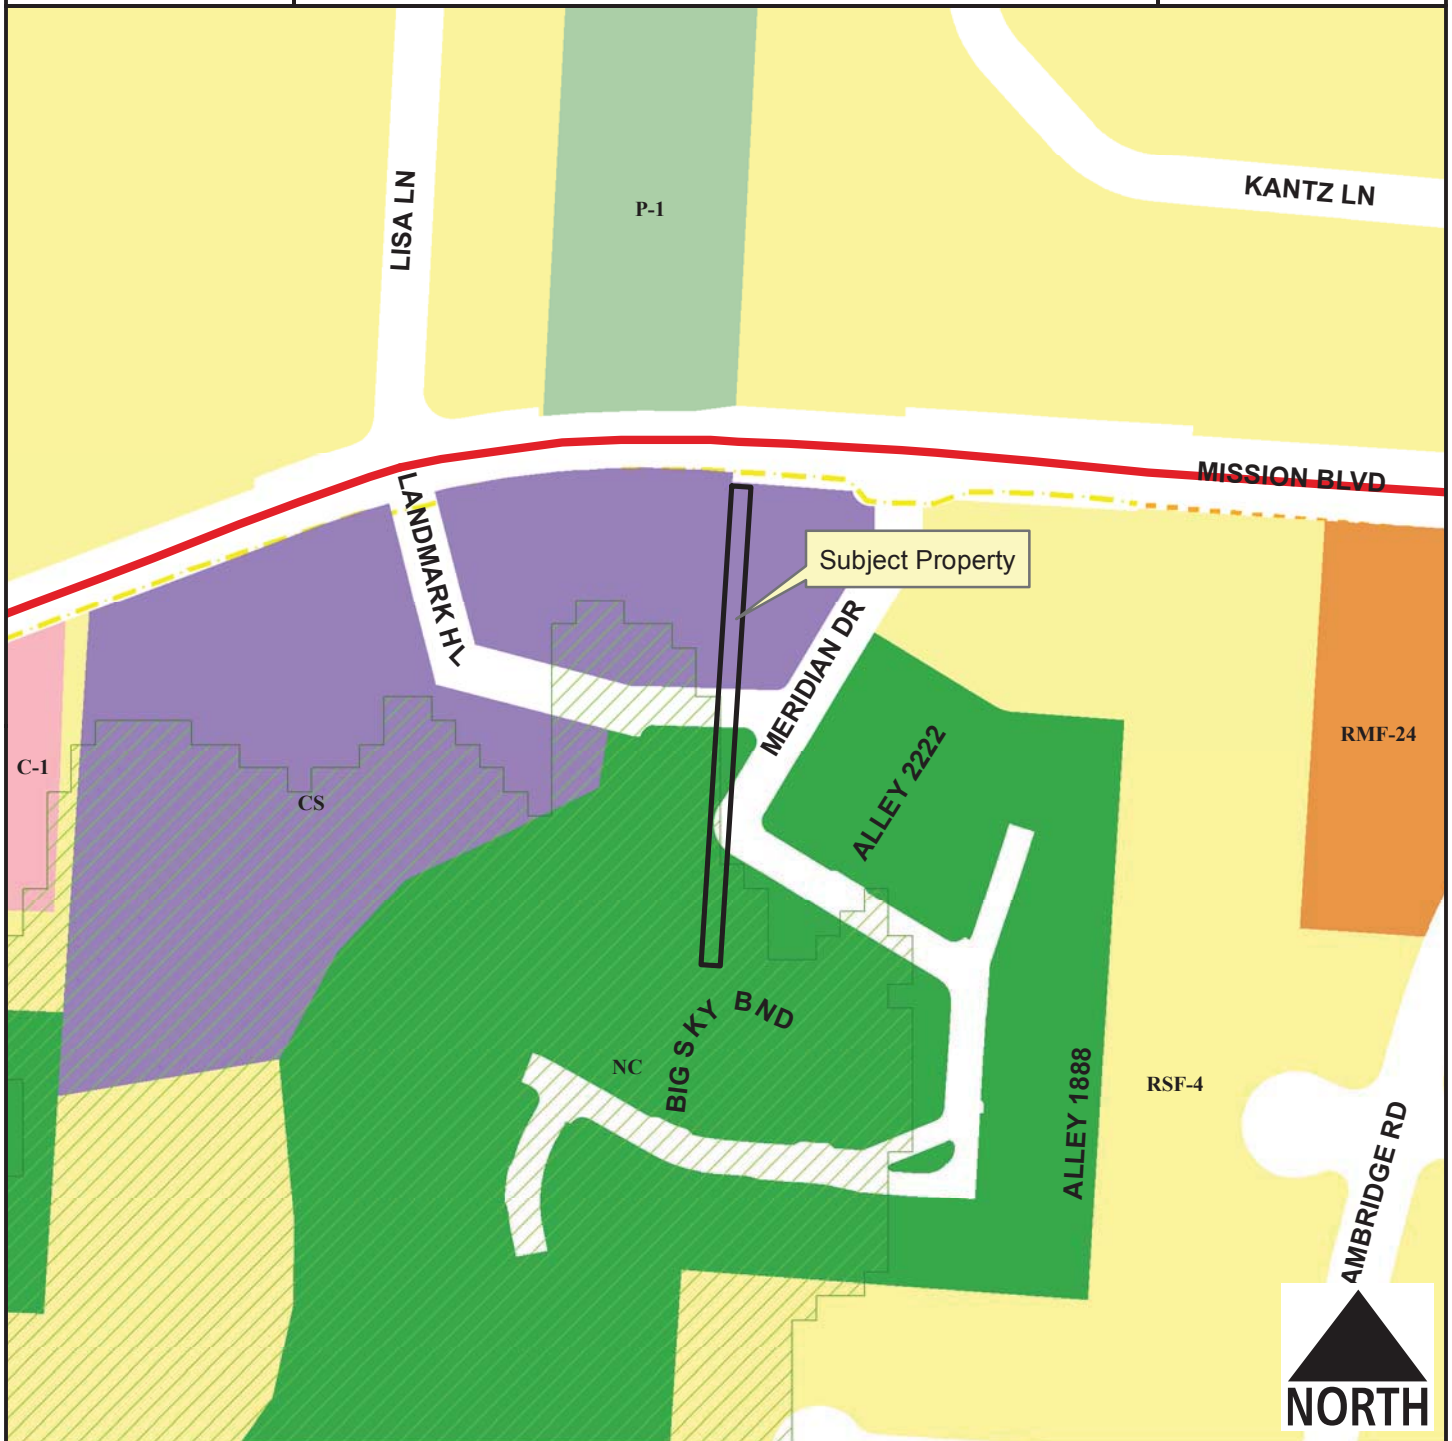 LISA LN
P-1
KANTZ LN
MISSION BLVD
LANDMARK HL
Subject Property
MERIDIAN DR
ALLEY 2222
RMF-24
C-1
CS
BIG SKY BND
NC
ALLEY 1888
RSF-4
AMBRIDGE RD
NORTH